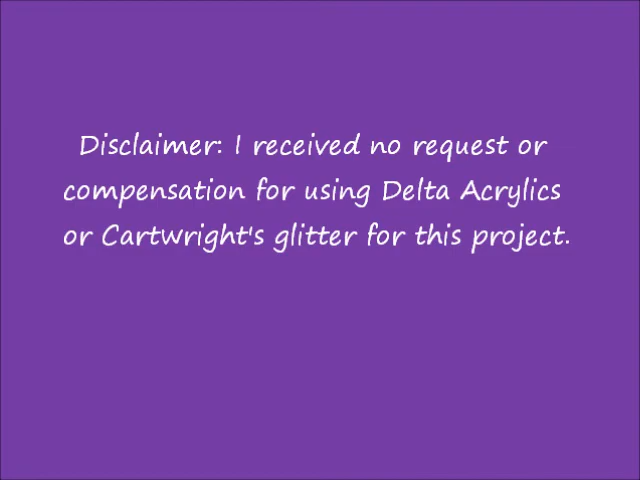 Disclaimer: I received no request or
compensation for using Delta Acrylics
or Cartwright's glitter for this project.